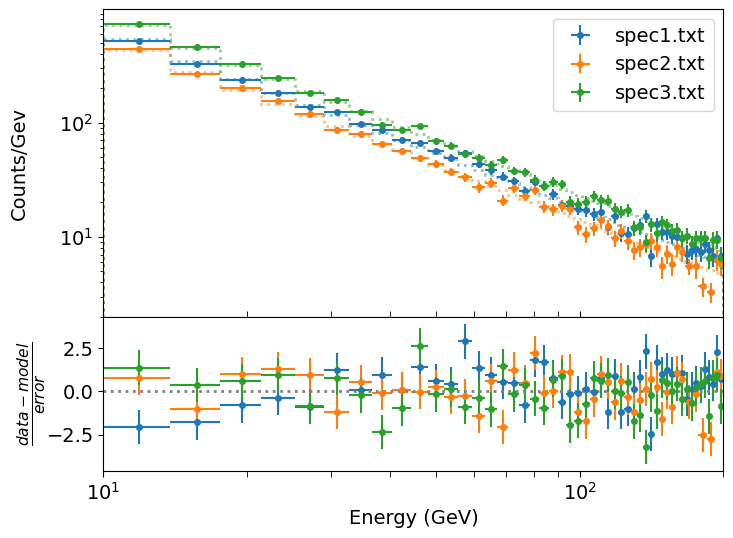 spec1.txt
spec2.txt
spec3.txt
Counts/Gev
10²
10¹
data − model
error
2.5
0.0
−2.5
10¹
10²
Energy (GeV)